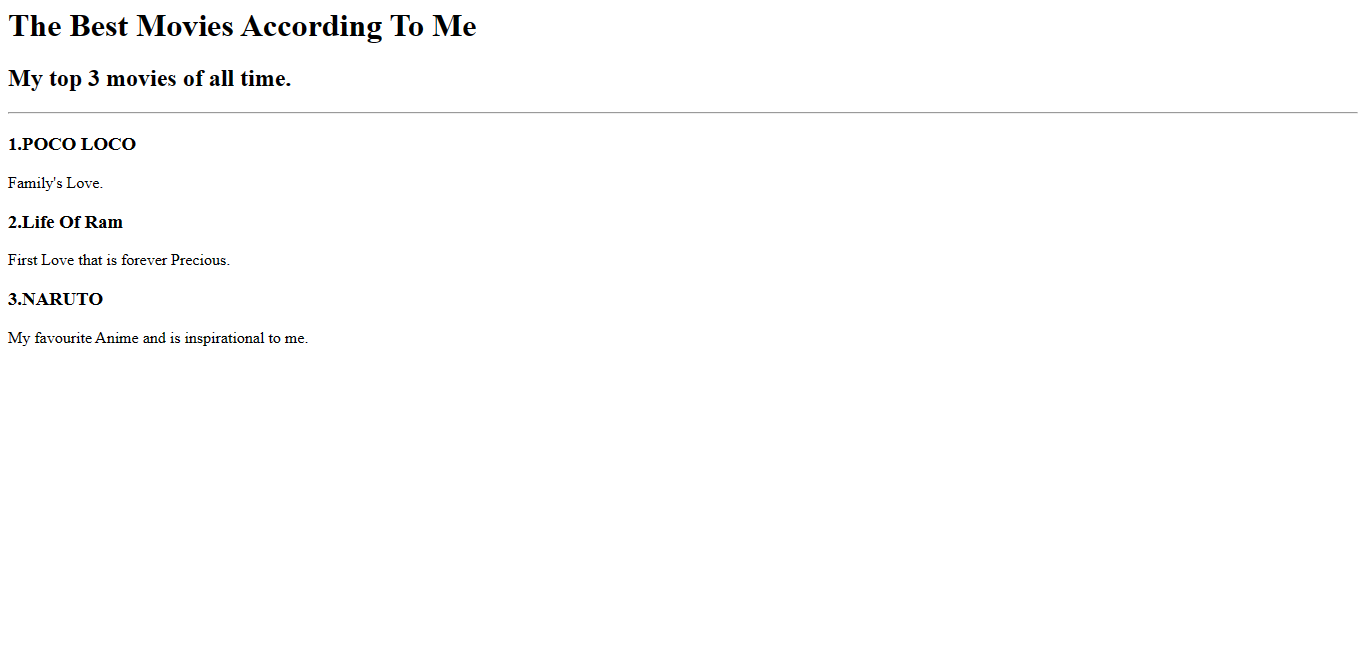 The Best Movies According To Me
My top 3 movies of all time.
1.POCO LOCO
Family's Love.
2.Life Of Ram
First Love that is forever Precious.
3.NARUTO
My favourite Anime and is inspirational to me.